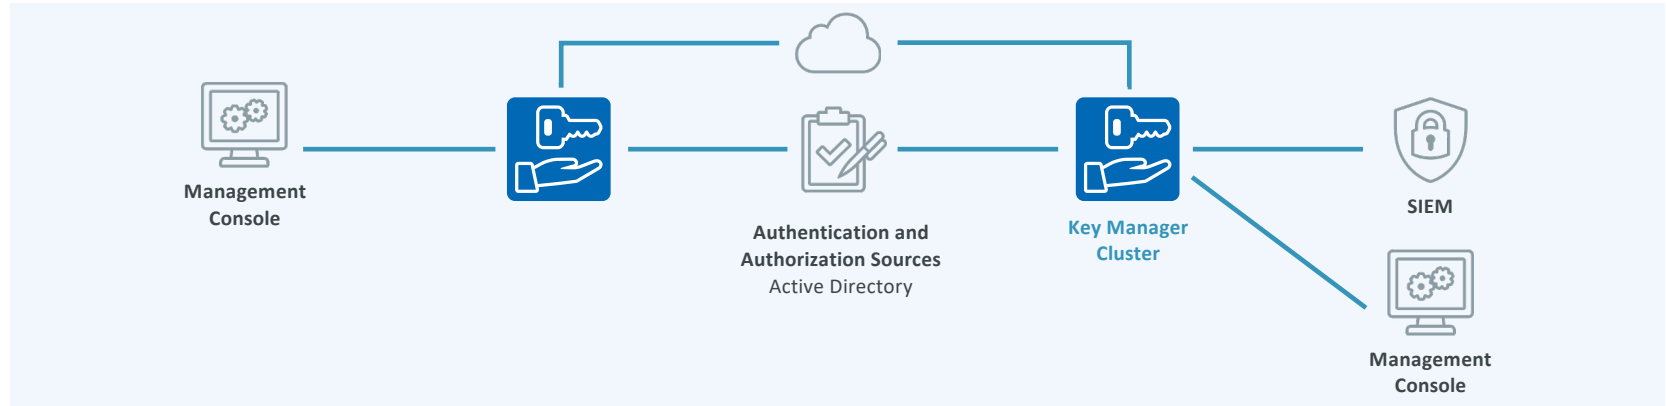 Management
Console
Authentication and
Authorization Sources
Active Directory
Key Manager
Cluster
SIEM
Management
Console